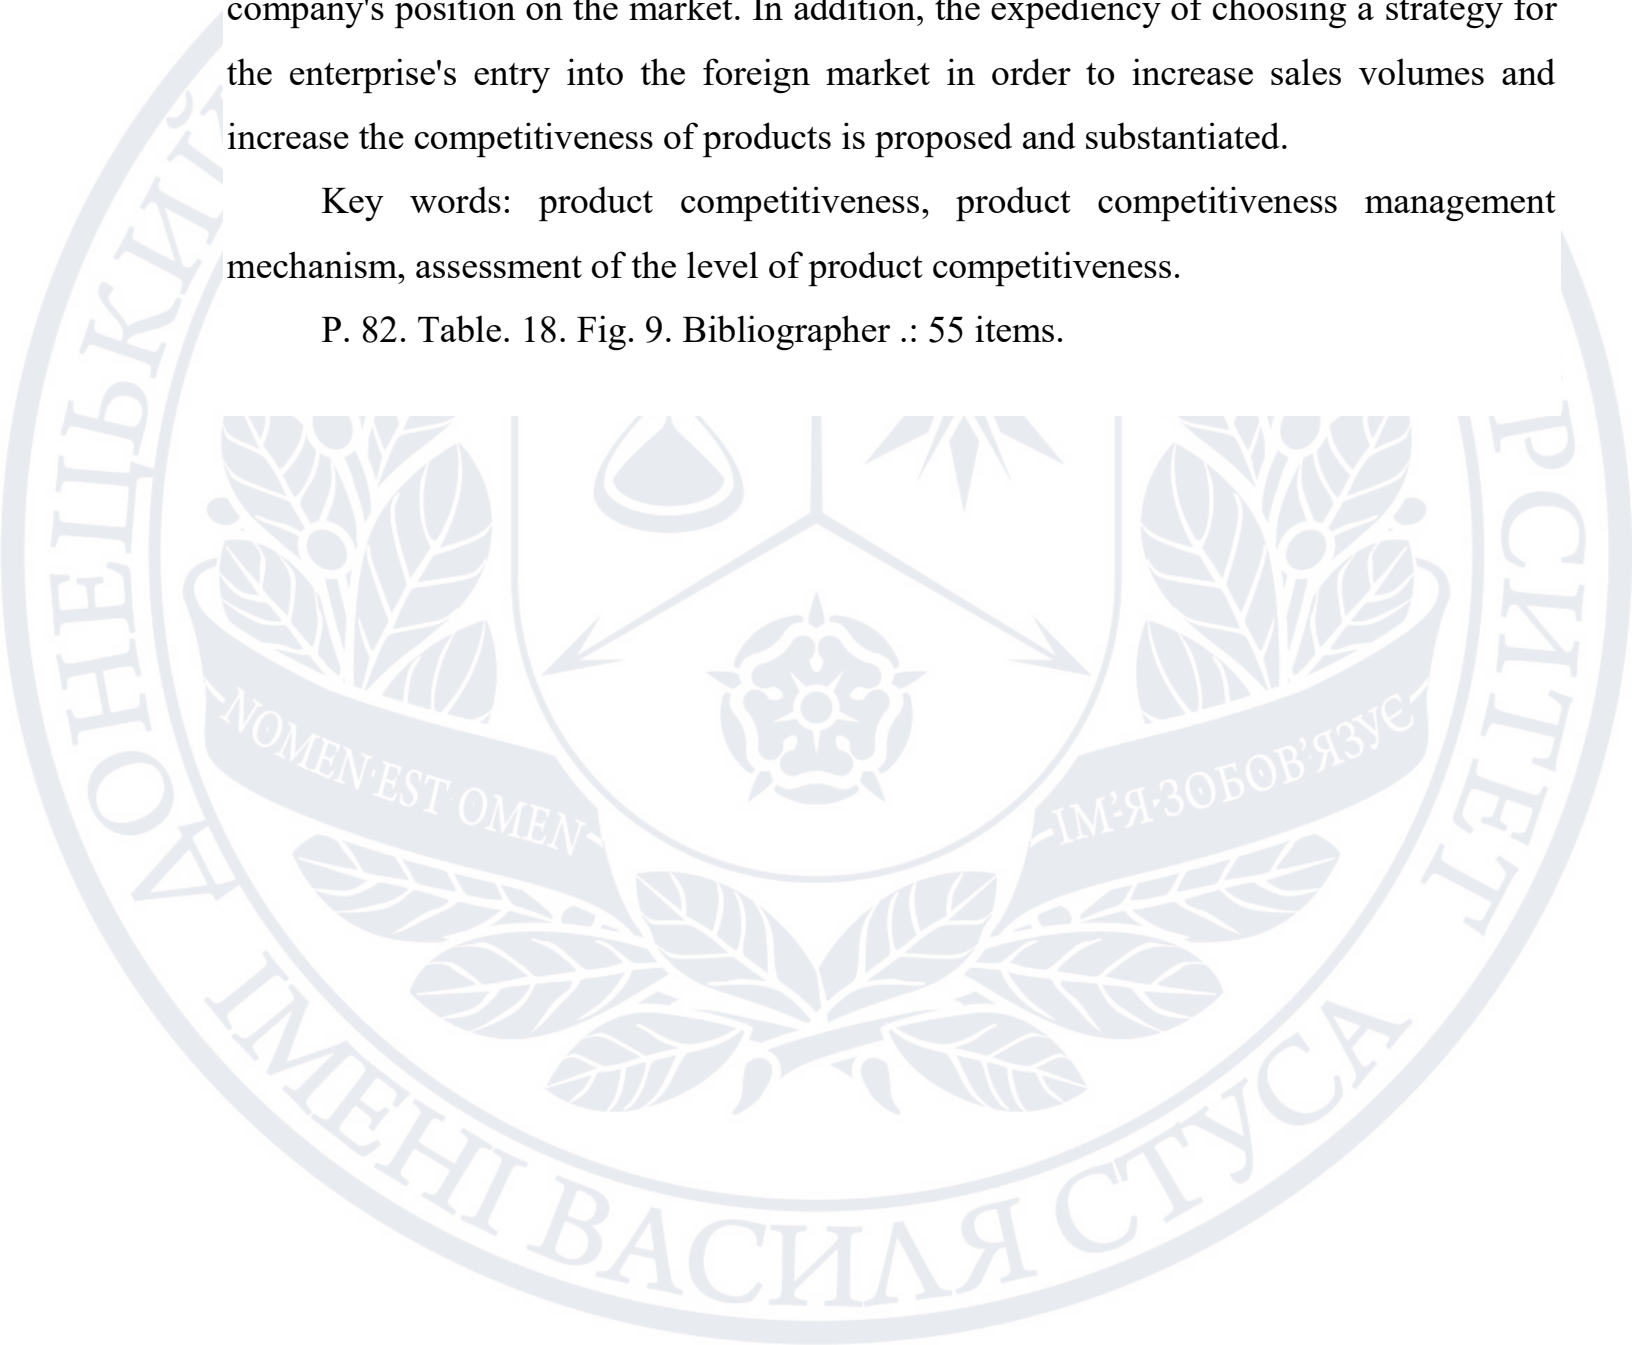 company's position on the market. In addition, the expediency of choosing a strategy for
the enterprise's entry into the foreign market in order to increase sales volumes and
increase the competitiveness of products is proposed and substantiated.
Key words: product competitiveness, product competitiveness management
mechanism, assessment of the level of product competitiveness.
P. 82. Table. 18. Fig. 9. Bibliographer .: 55 items.
NOMEN·EST·OMEN
ІМ'Я·ЗОБОВ'ЯЗУЄ
ДОНЕЦЬКИЙ
РСИТЕТ
ІМЕНІ ВАСИЛЯ СТУСА